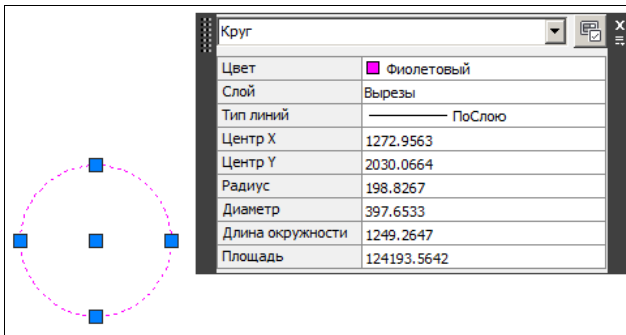 Круг
Цвет Фиолетовый
Слой Вырезы
Тип линий ПоСлою
Центр X 1272.9563
Центр Y 2030.0664
Радиус 198.8267
Диаметр 397.6533
Длина окружности 1249.2647
Площадь 124193.5642